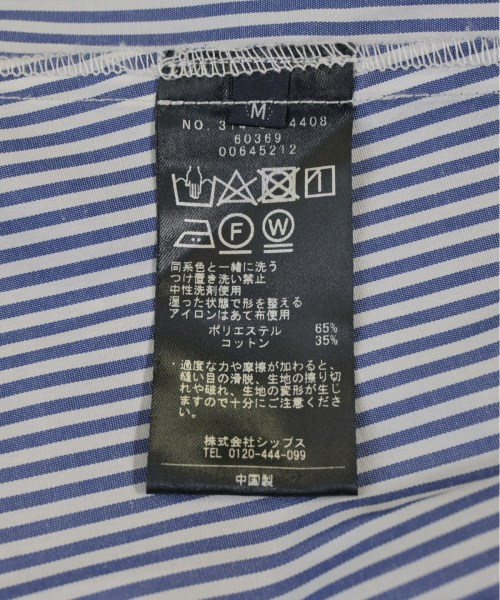 M
NO. 4408
60369
00645212
F W
同系色と一緒に洗う
つけ置き洗い禁止
中性洗剤使用
湿った状態で形を整える
アイロンはあて布使用
ポリエステル 65%
コットン 35%
・過度な力や摩擦が加わると、
縫い目の滑脱、生地の擦り切
れや破れ、生地の変形が生じ
ますので十分にご注意ください。
株式会社シップス
TEL 0120-444-099
中国製